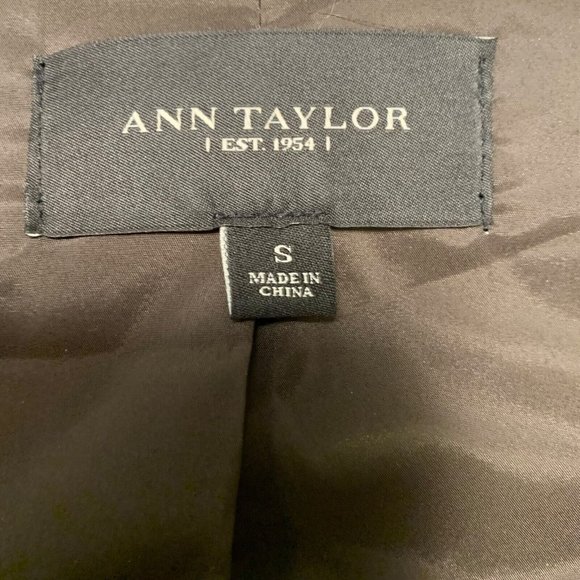 ANN TAYLOR
| EST. 1954 |
S
MADE IN
CHINA